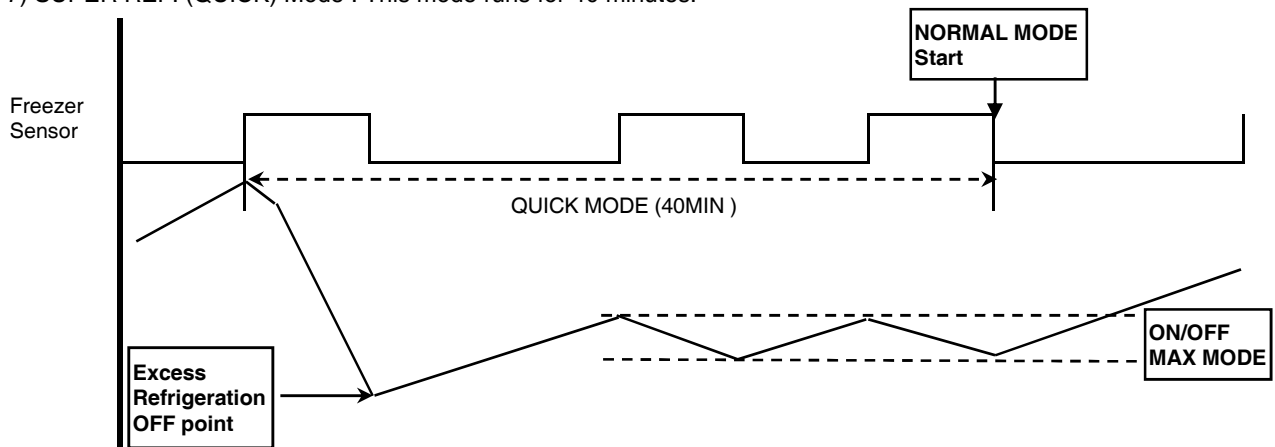 7) SUPER (QUICK) Mode : This mode runs for 40 minutes.
NORMAL MODE
Start
Freezer
Sensor
QUICK MODE (40MIN )
ON/OFF
MAX MODE
Excess
Refrigeration
OFF point